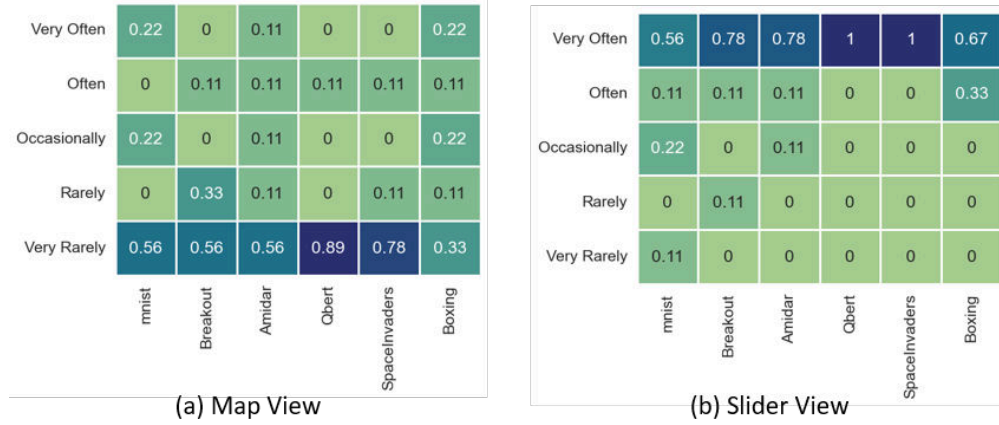 Very Often 0.22 0 0.11 0 0 0.22
Often 0 0.11 0.11 0.11 0.11 0.11
Occasionally 0.22 0 0.11 0 0 0.22
Rarely 0 0.33 0.11 0 0.11 0.11
Very Rarely 0.56 0.56 0.56 0.89 0.78 0.33
mnist Breakout Amidar Qbert SpaceInvaders Boxing
(a) Map View
Very Often 0.56 0.78 0.78 1 1 0.67
Often 0.11 0.11 0.11 0 0 0.33
Occasionally 0.22 0 0.11 0 0 0
Rarely 0 0.11 0 0 0 0
Very Rarely 0.11 0 0 0 0 0
mnist Breakout Amidar Qbert SpaceInvaders Boxing
(b) Slider View